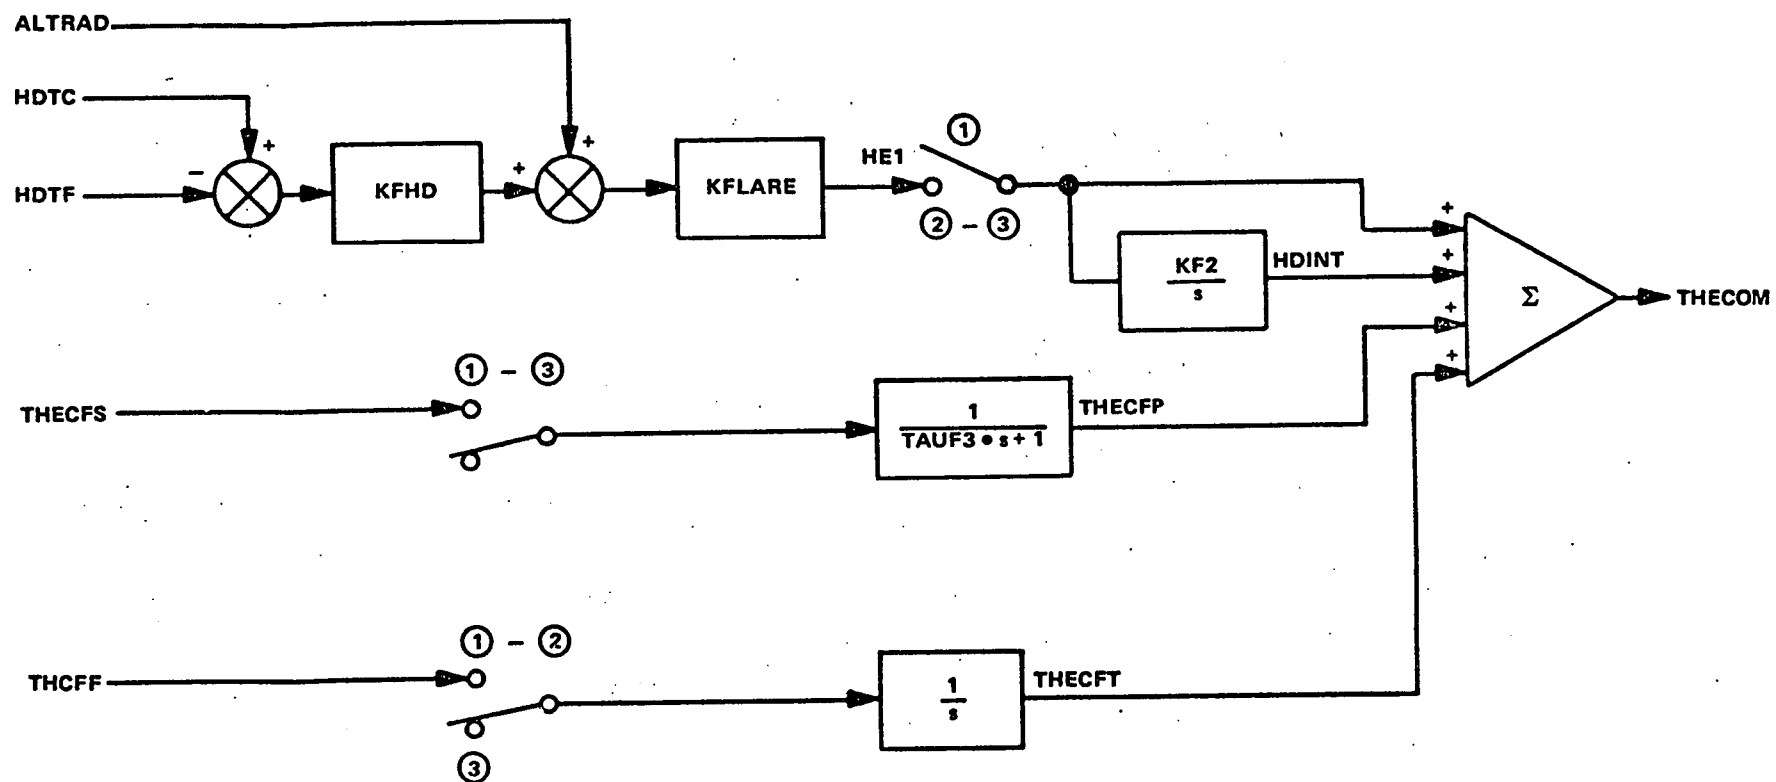 ALTRAD
HDTC
+
−
HDTF
KFHD
+
+
KFLARE
HE1
①
② – ③
KF2
s
HDINT
+
+
+
+
Σ
THECOM
① – ③
THECFS
1
TAUF3 • s + 1
THECFP
① – ②
THCFF
③
1
s
THECFT